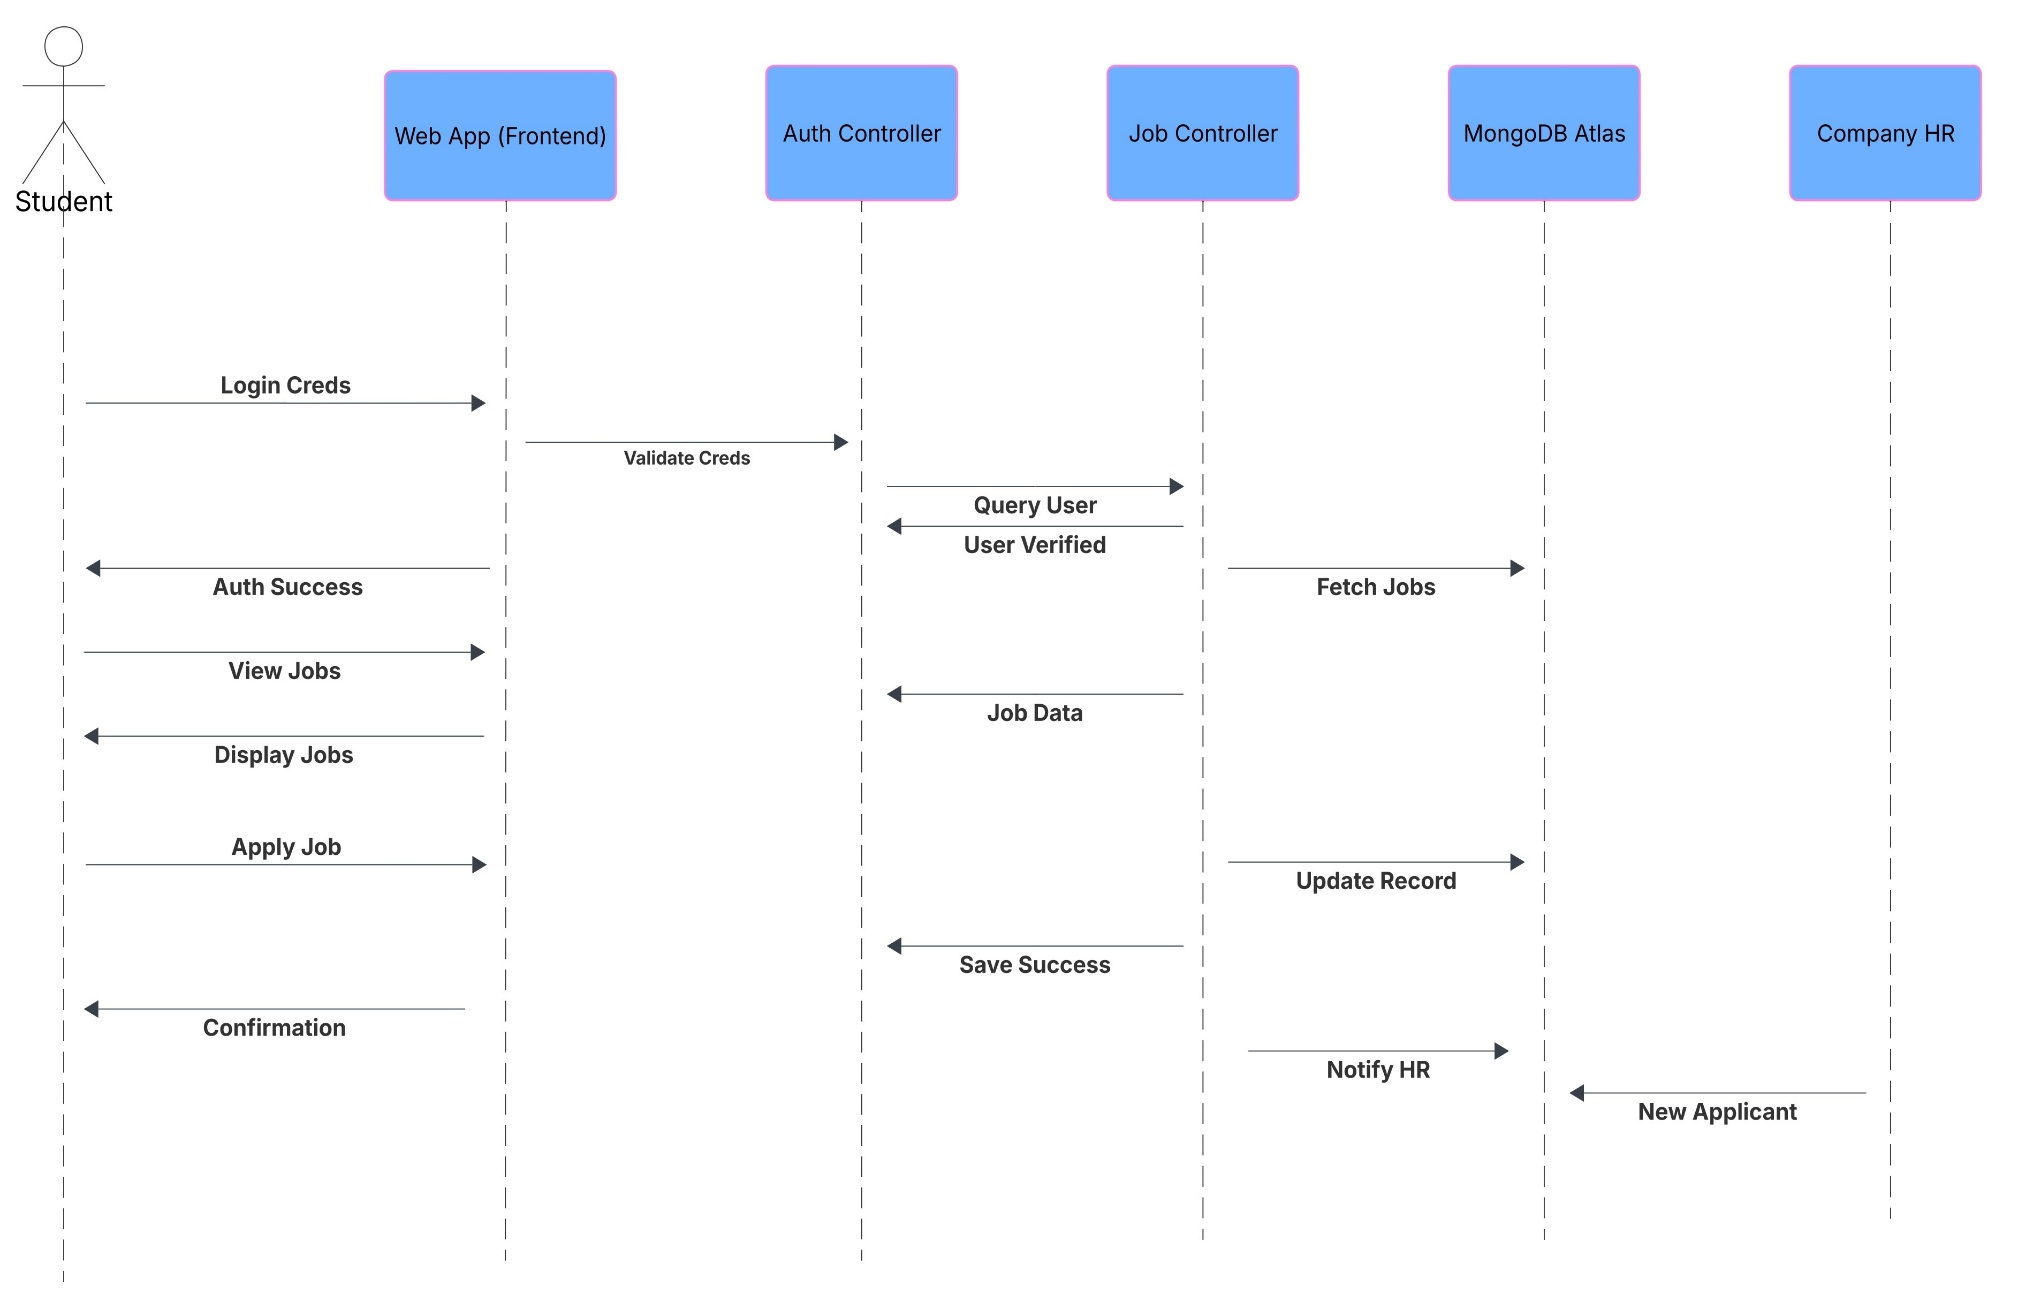 Web App (Frontend)
Auth Controller
Job Controller
MongoDB Atlas
Company HR
Student
Login Creds
Validate Creds
Query User
User Verified
Auth Success
Fetch Jobs
View Jobs
Job Data
Display Jobs
Apply Job
Update Record
Save Success
Confirmation
Notify HR
New Applicant